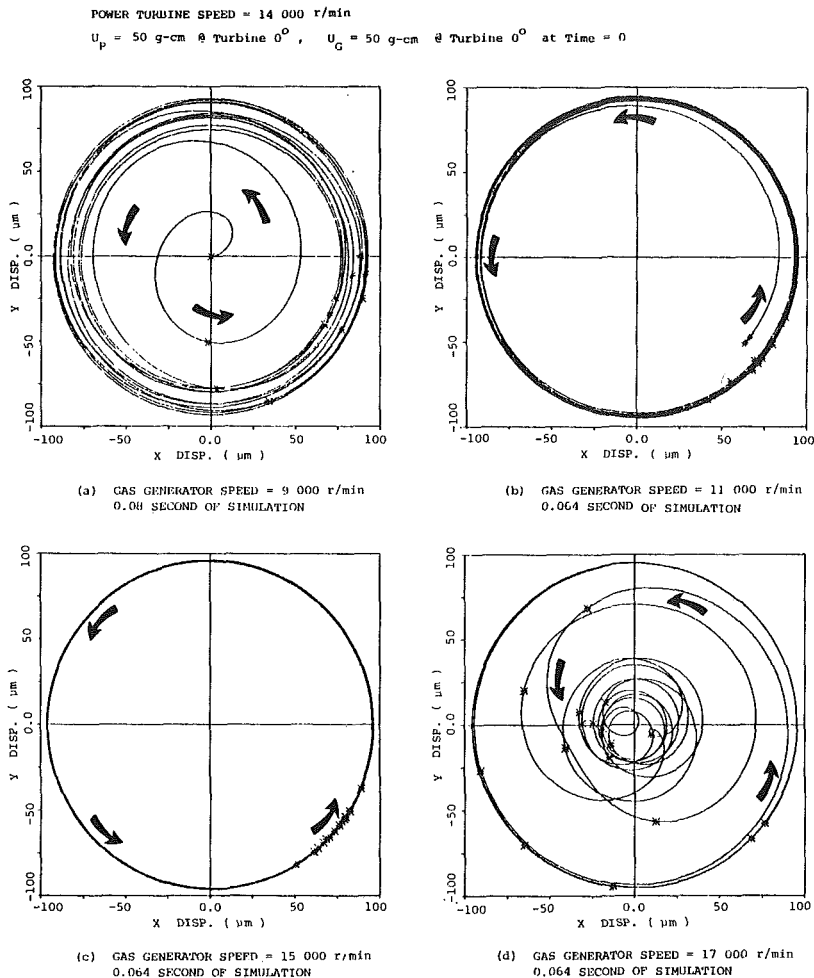 POWER TURBINE SPEED = 14 000 r/min
Up = 50 g-cm @ Turbine 0°, UG = 50 g-cm @ Turbine 0° at Time = 0
100
50
0.0
-50
-100
Y DISP. ( μm )
-100 -50 0.0 50 100
X DISP. ( μm )
(a) GAS GENERATOR SPEED = 9 000 r/min
0.08 SECOND OF SIMULATION
100
50
0.0
-50
-100
Y DISP. ( μm )
-100 -50 0.0 50 100
X DISP. ( μm )
(b) GAS GENERATOR SPEED = 11 000 r/min
0.064 SECOND OF SIMULATION
100
50
0.0
-50
-100
Y DISP. ( μm )
-100 -50 0.0 50 100
X DISP. ( μm )
(c) GAS GENERATOR SPEED = 15 000 r/min
0.064 SECOND OF SIMULATION
100
50
0.0
-50
-100
Y DISP. ( μm )
-100 -50 0.0 50 100
X DISP. ( μm )
(d) GAS GENERATOR SPEED = 17 000 r/min
0.064 SECOND OF SIMULATION